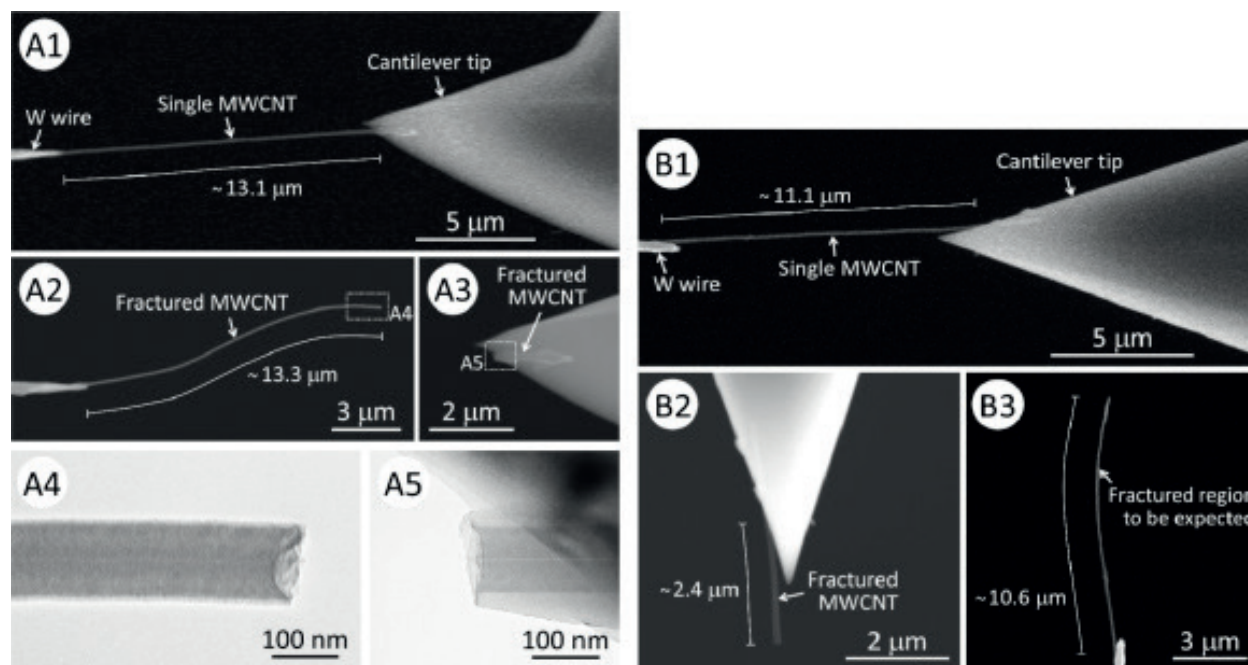 A1
Cantilever tip
Single MWCNT
W wire
~13.1 μm
5 μm
A2
Fractured MWCNT
A4
~13.3 μm
3 μm
A3
Fractured
MWCNT
A5
2 μm
A4
100 nm
A5
100 nm
B1
Cantilever tip
~11.1 μm
Single MWCNT
W wire
5 μm
B2
~2.4 μm
Fractured
MWCNT
2 μm
B3
Fractured region
to be expected
~10.6 μm
3 μm